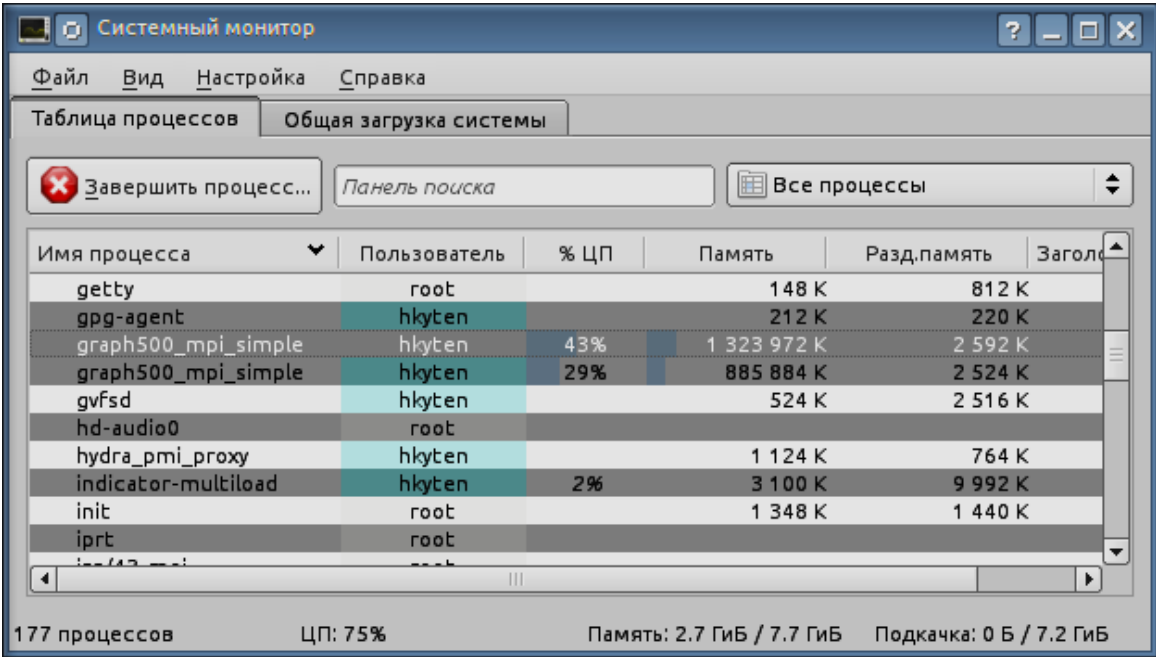 Системный монитор
Файл Вид Настройка Справка
Таблица процессов Общая загрузка системы
Завершить процесс... Панель поиска Все процессы
Имя процесса Пользователь % ЦП Память Разд.память
getty root 148 K 812 K
gpg-agent hkyten 212 K 220 K
graph500_mpi_simple hkyten 43% 1 323 972 K 2 592 K
graph500_mpi_simple hkyten 29% 885 884 K 2 524 K
gvfsd hkyten 524 K 2 516 K
hd-audio0 root
hydra_pmi_proxy hkyten 1 124 K 764 K
indicator-multiload hkyten 2% 3 100 K 9 992 K
init root 1 348 K 1 440 K
iprt root
177 процессов ЦП: 75% Память: 2.7 ГиБ / 7.7 ГиБ Подкачка: 0 Б / 7.2 ГиБ